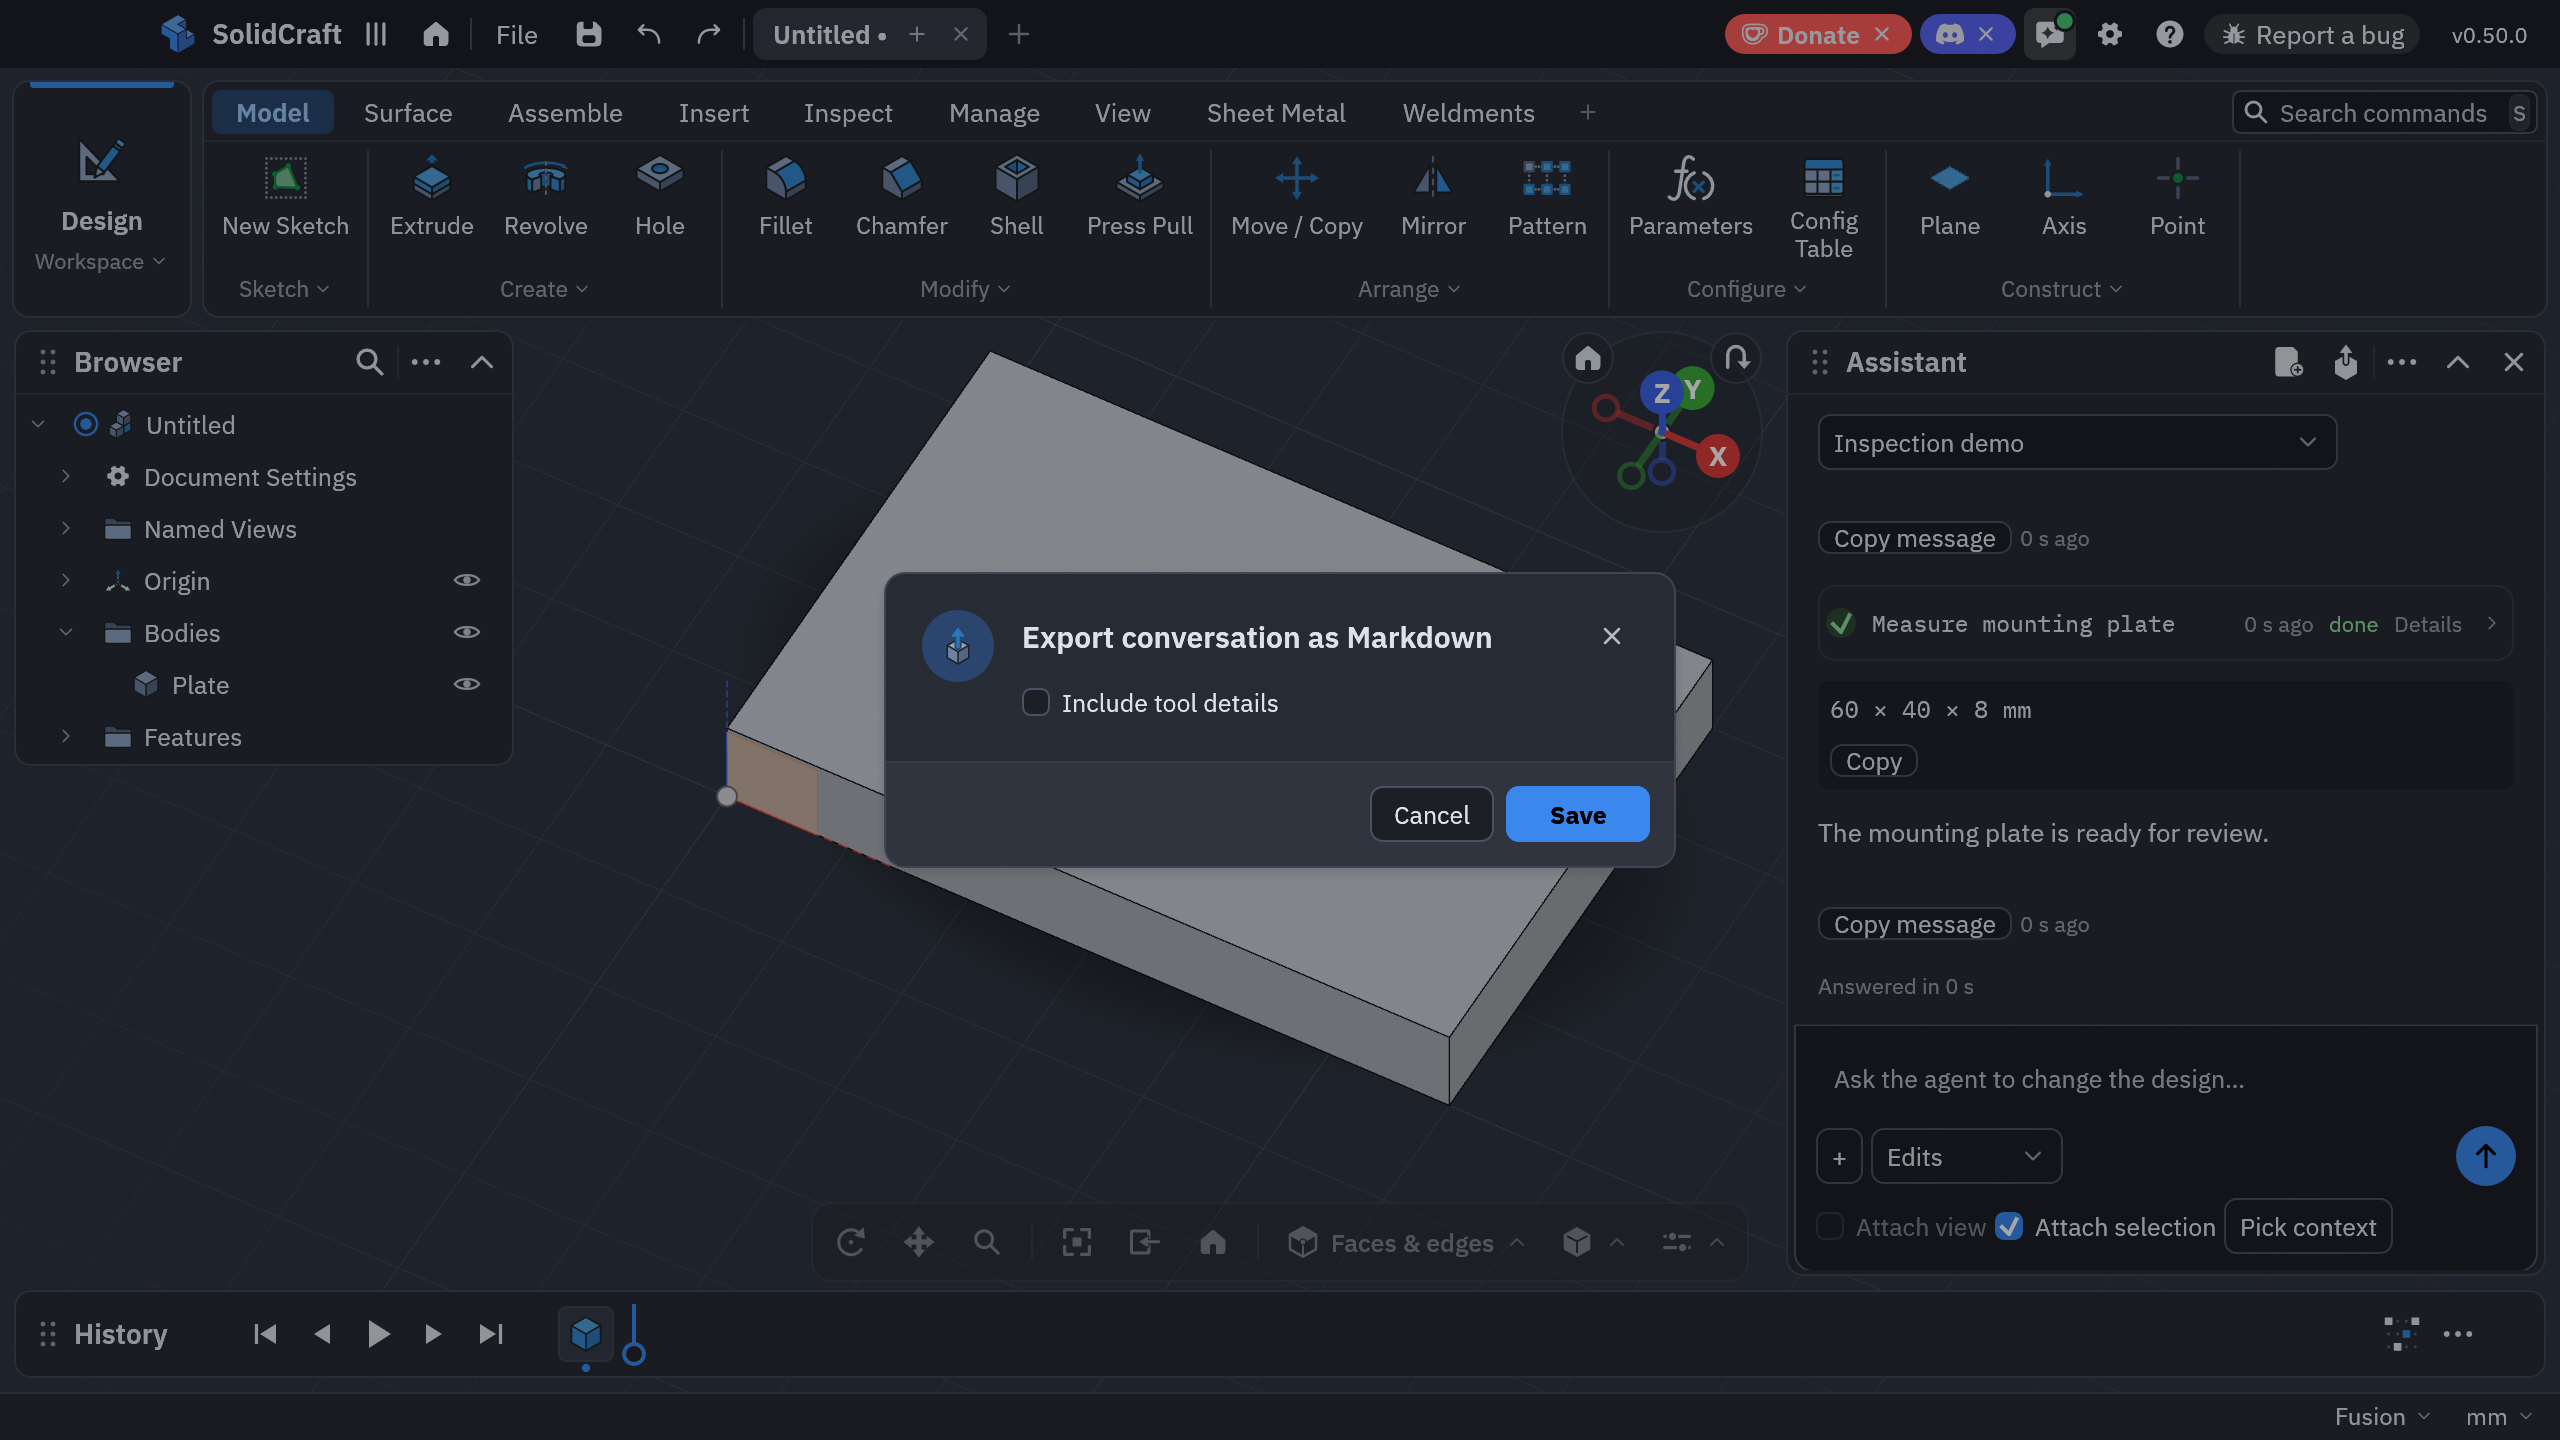 SolidCraft
File
Untitled •
Donate
Report a bug
v0.50.0
Design
Workspace
Model
Surface
Assemble
Insert
Inspect
Manage
View
Sheet Metal
Weldments
Search commands
S
New Sketch
Extrude
Revolve
Hole
Fillet
Chamfer
Shell
Press Pull
Move / Copy
Mirror
Pattern
Parameters
Config
Table
Plane
Axis
Point
Sketch
Create
Modify
Arrange
Configure
Construct
Browser
Untitled
Document Settings
Named Views
Origin
Bodies
Plate
Features
Z
Y
X
Export conversation as Markdown
Include tool details
Cancel
Save
Assistant
Inspection demo
Copy message
0 s ago
Measure mounting plate
0 s ago
done
Details
60 × 40 × 8 mm
Copy
The mounting plate is ready for review.
Copy message
0 s ago
Answered in 0 s
Ask the agent to change the design...
+
Edits
Attach view
Attach selection
Pick context
Faces & edges
History
Fusion
mm